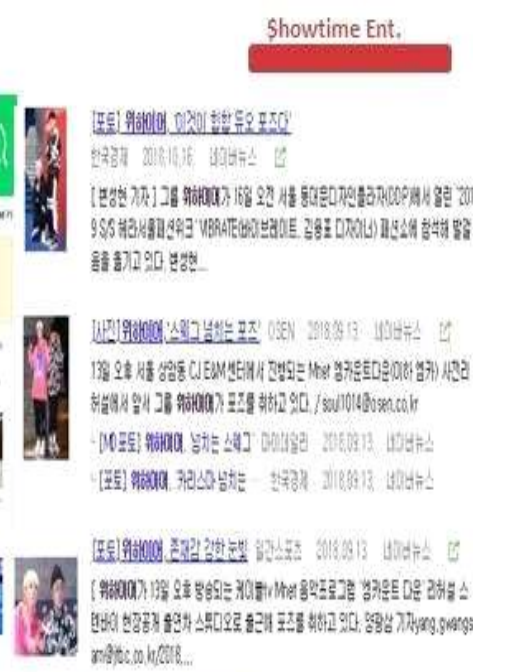 Showtime Ent.
[포토] 위하이어, '이것이 힙합 듀오 포즈다'
한국경제 2018.10.16. 네이버뉴스
[ 변성현 기자 ] 그룹 위하이어가 16일 오전 서울 동대문디자인플라자(DDP)에서 열린 '201
9 S/S 헤라서울패션위크' 'VIBRATE(바이브레이트, 김용표 디자이너) 패션쇼에 참석해 발걸
음을 옮기고 있다. 변성현...
[사진] 위하이어, '스웨그 넘치는 포즈' OSEN 2018.09.13. 네이버뉴스
13일 오후 서울 상암동 CJ E&M 센터에서 진행되는 Mnet 엠카운트다운(이하 엠카) 사전리
허설에서 앞서 그룹 위하이어가 포즈를 취하고 있다. / soul1014@osen.co.kr
[MD포토] 위하이어, '넘치는 스웨그' 마이데일리 2018.09.13. 네이버뉴스
[포토] 위하이어, '카리스마 넘치는 ... 한국경제 2018.09.13. 네이버뉴스
[포토] 위하이어, 존재감 강한 눈빛 일간스포츠 2018.09.13. 네이버뉴스
[ 위하이어가 13일 오후 방송되는 케이블tv Mnet 음악프로그램 '엠카운트 다운' 리허설 스
탠바이 현장공개 출연차 스튜디오로 출근해 포즈를 취하고 있다. 양광삼 기자yang.gwangs
am@jtbc.co.kr/2018,...